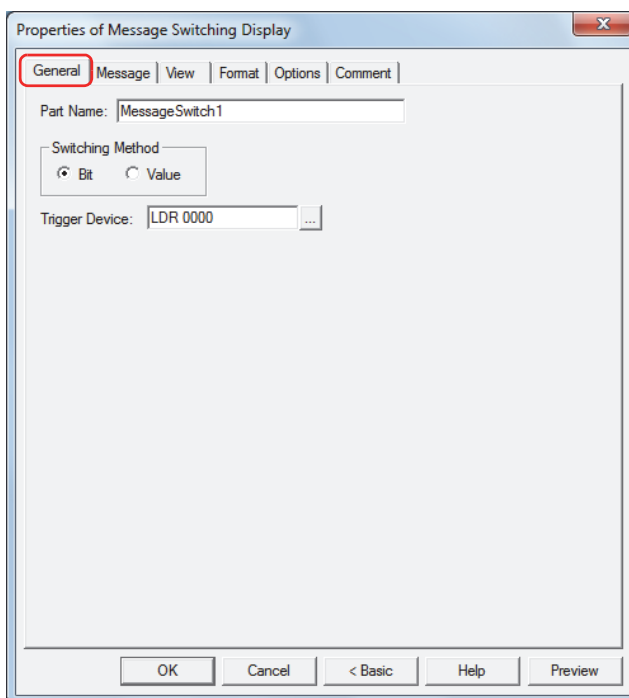 Properties of Message Switching Display
General Message View Format Options Comment
Part Name: MessageSwitch1
Switching Method
Bit Value
Trigger Device: LDR 0000 ...
OK Cancel < Basic Help Preview